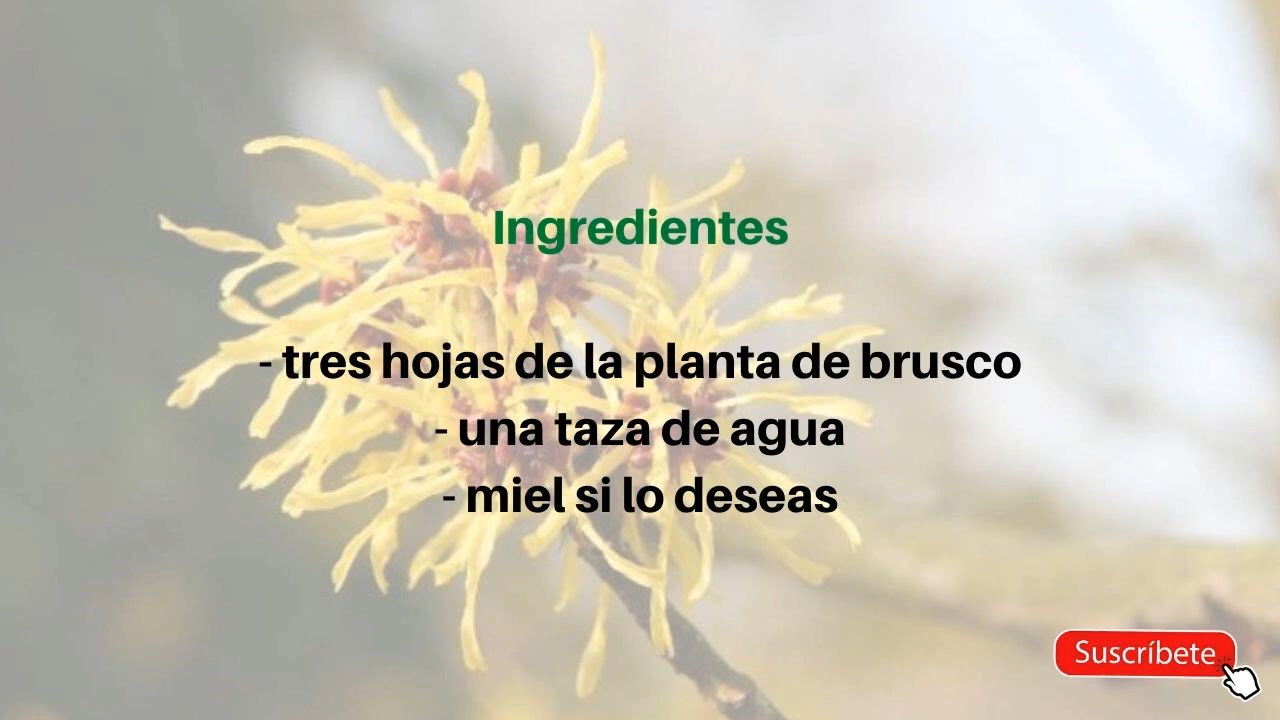 Ingredientes
- tres hojas de la planta de brusco
- una taza de agua
- miel si lo deseas
Suscríbete